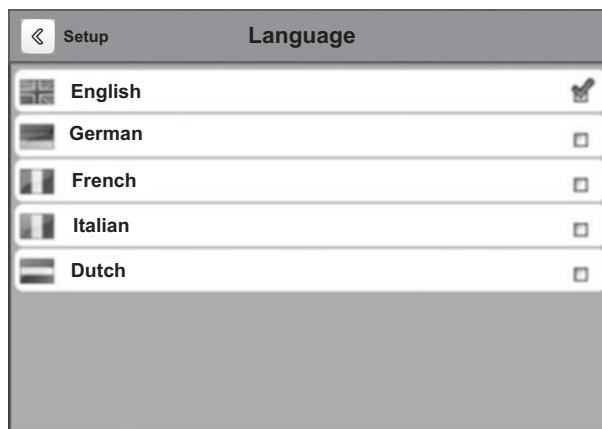 Setup Language
English
German
French
Italian
Dutch